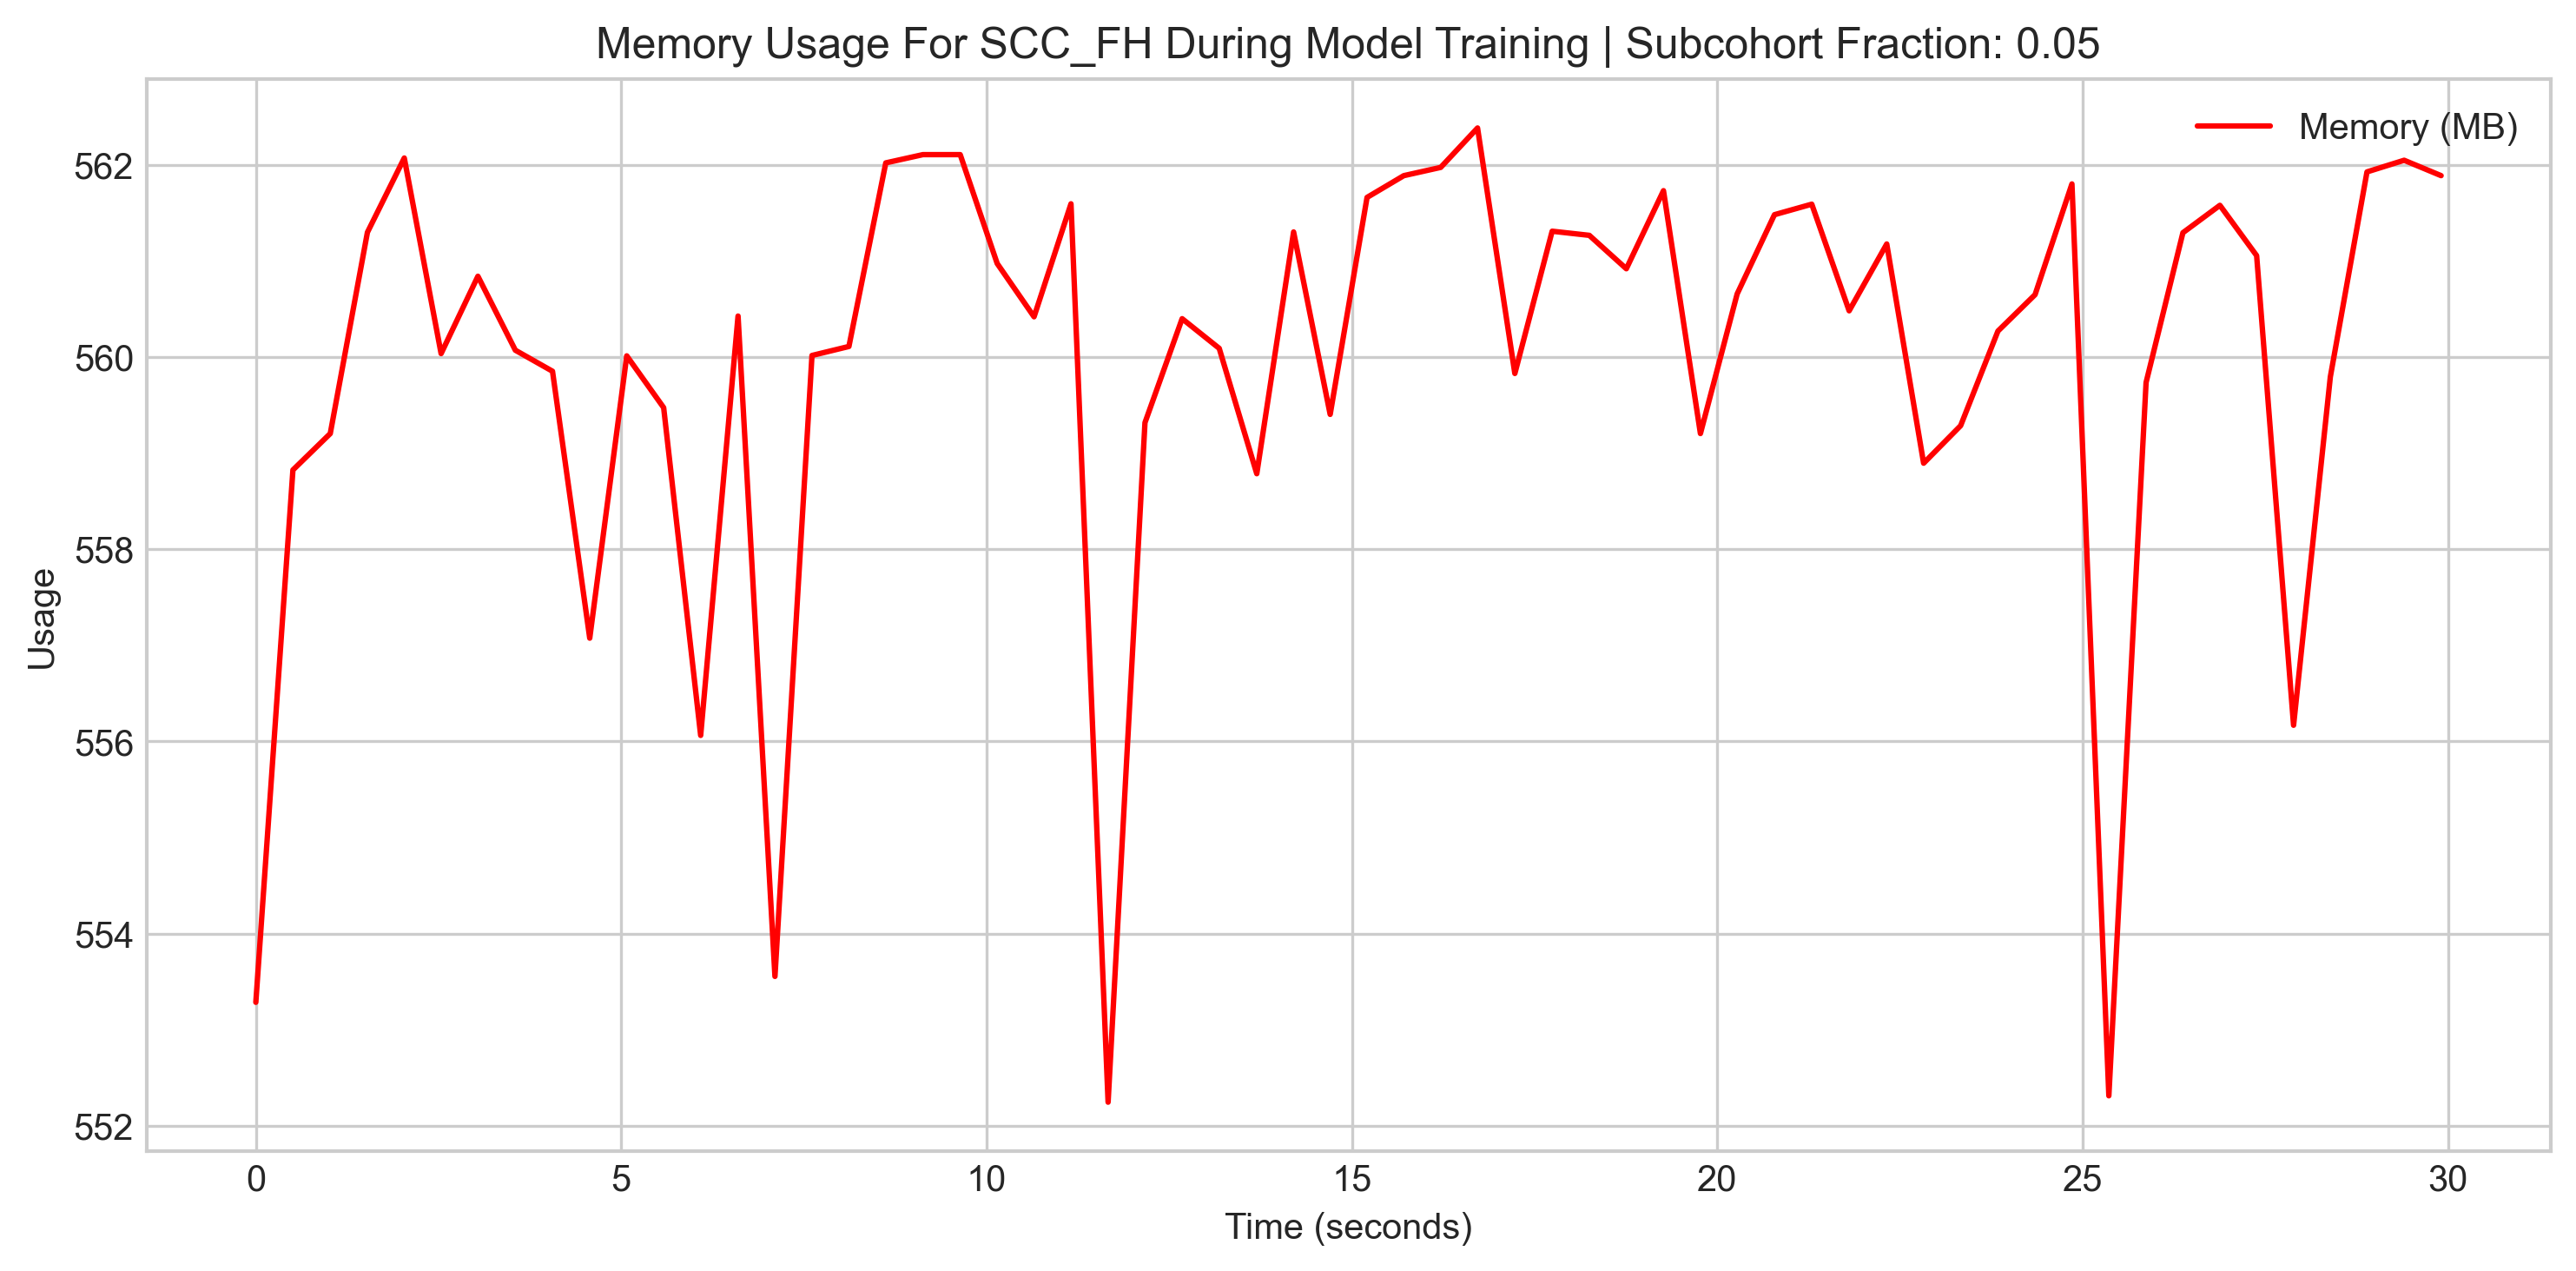 Memory Usage For SCC_FH During Model Training | Subcohort Fraction: 0.05
Memory (MB)
562
560
558
556
554
552
Usage
0 5 10 15 20 25 30
Time (seconds)